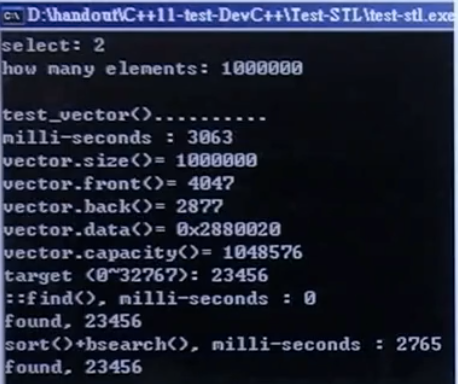 D:\handout\C++11-test-DevC++\Test-STL\test-stl.exe
select: 2
how many elements: 1000000
test_vector()..........
milli-seconds : 3063
vector.size()= 1000000
vector.front()= 4047
vector.back()= 2877
vector.data()= 0x2880020
vector.capacity()= 1048576
target (0~32767): 23456
::find(), milli-seconds : 0
found, 23456
sort()+bsearch(), milli-seconds : 2765
found, 23456